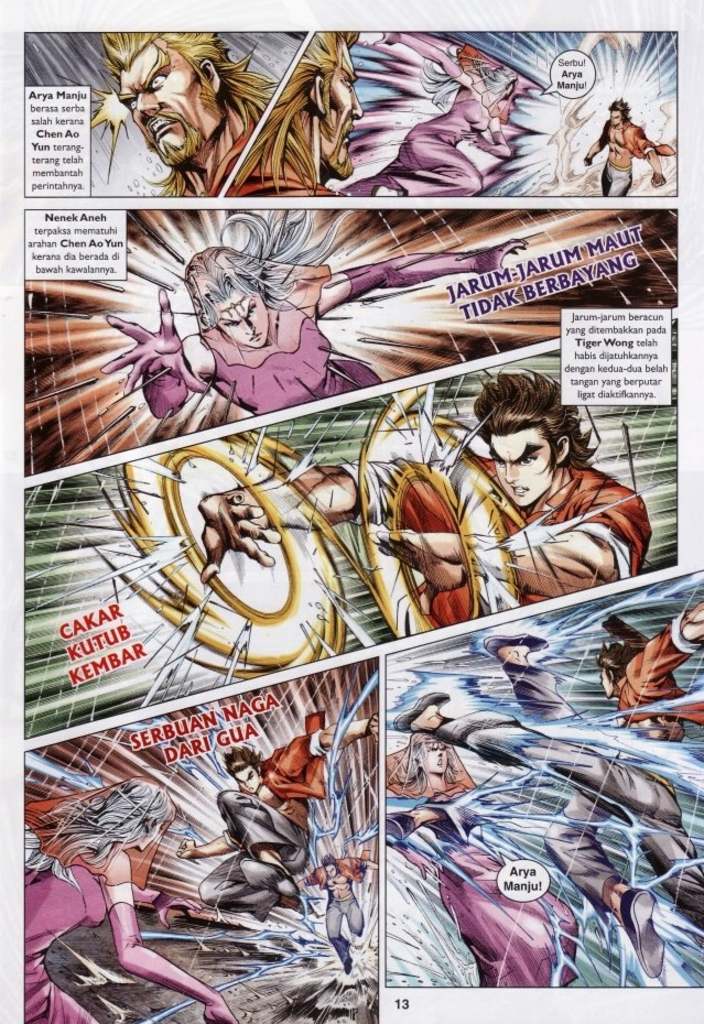 Arya Manju
berasa serba
salah kerana
Chen Ao
Yun terang-
terang telah
membantah
perintahnya.
Serbu!
Arya
Manju!
Nenek Aneh
terpaksa mematuhi
arahan Chen Ao Yun
kerana dia berada di
bawah kawalannya.
JARUM-JARUM MAUT
TIDAK BERBAYANG
Jarum-jarum beracun
yang ditembakkan pada
Tiger Wong telah
habis dijatuhkannya
dengan kedua-dua belah
tangan yang berputar
ligat diaktifkannya.
CAKAR
KUTUB
KEMBAR
SERBUAN NAGA
DARI GUA
Arya
Manju!
13